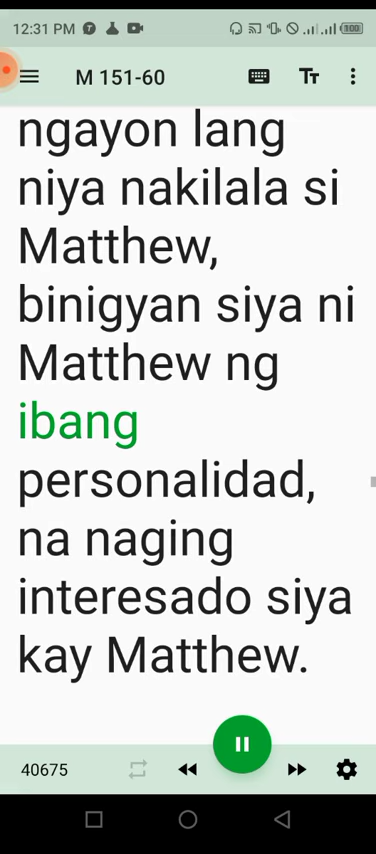 12:31 PM
100
M 151-60
ngayon lang
niya nakilala si
Matthew,
binigyan siya ni
Matthew ng
ibang
personalidad,
na naging
interesado siya
kay Matthew.
40675